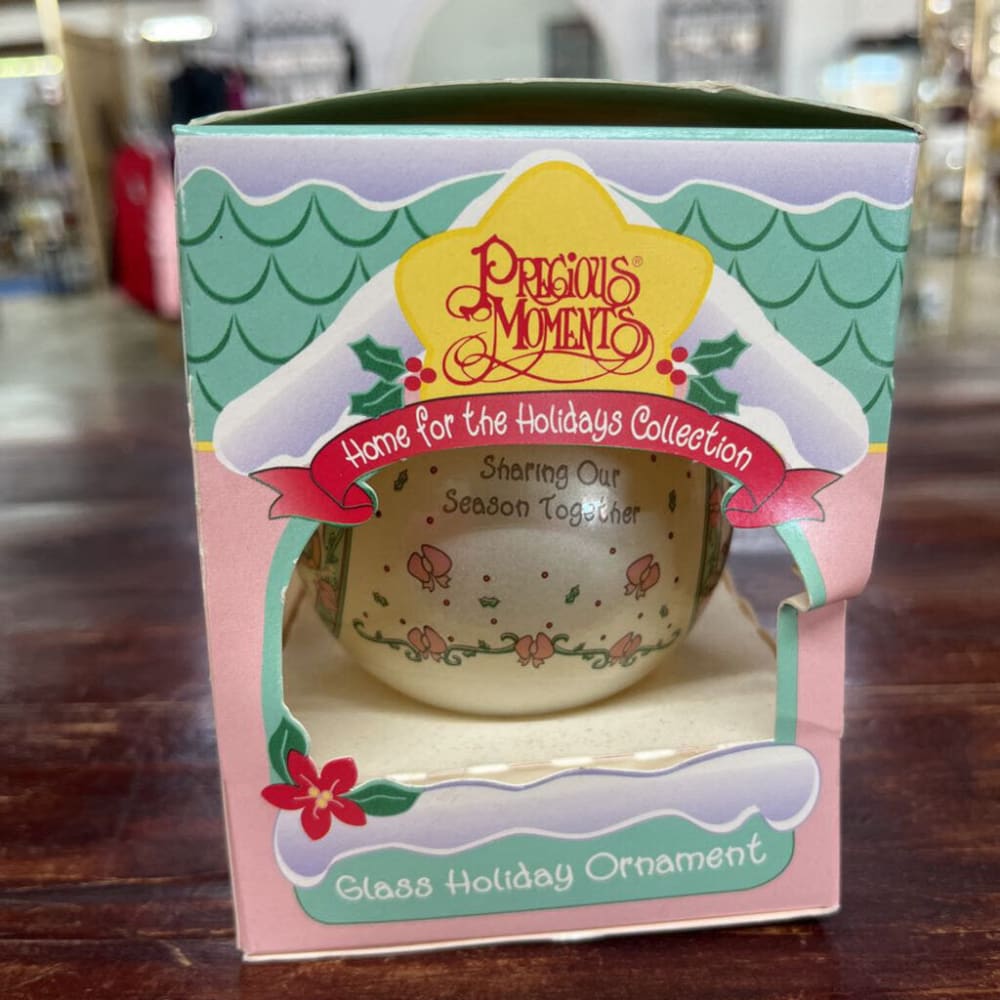 PRECIOUS®
MOMENTS
Home for the Holidays Collection
Sharing Our
Season Together
Glass Holiday Ornament